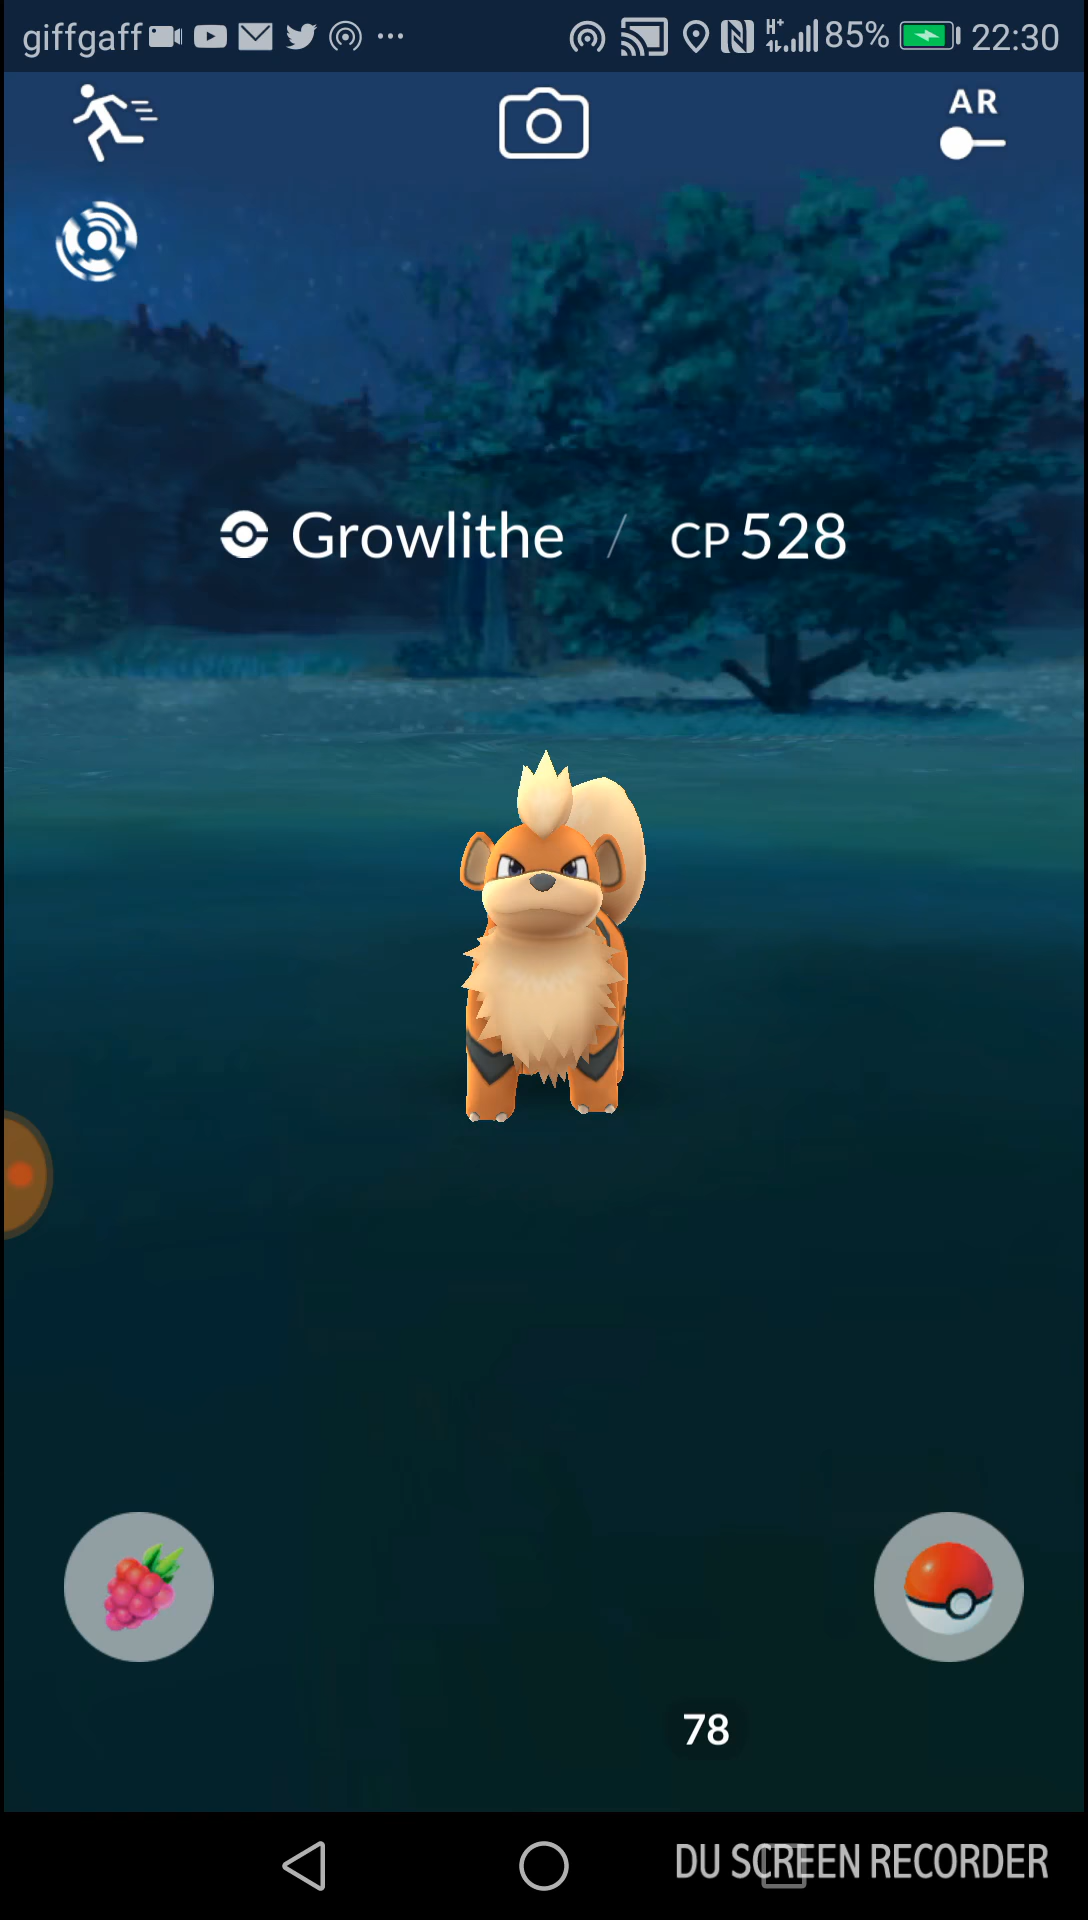 giffgaff 85% 22:30
AR
Growlithe / CP 528
78
DU SCREEN RECORDER